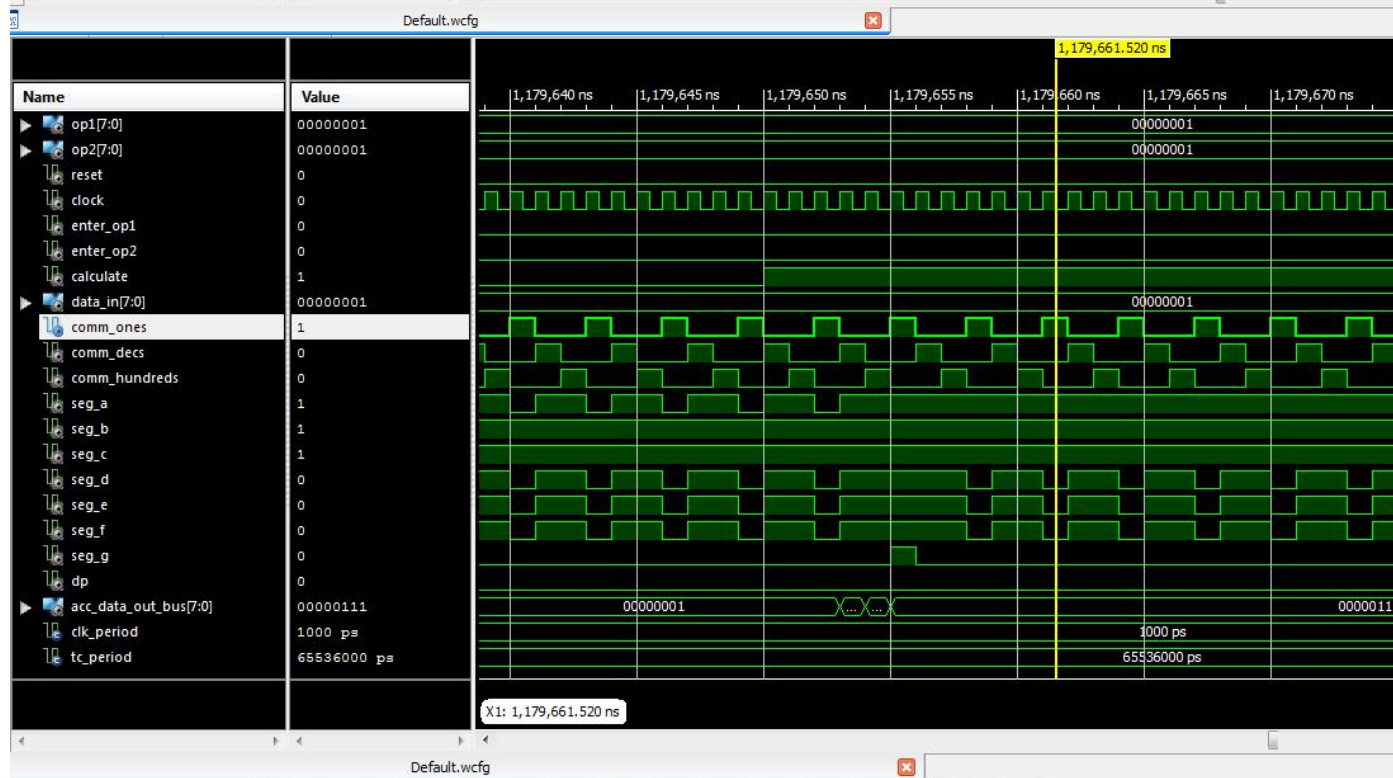 Default.wcfg
1,179,661.520 ns
Name Value 1,179,640 ns 1,179,645 ns 1,179,650 ns 1,179,655 ns 1,179,660 ns 1,179,665 ns 1,179,670 ns
op1[7:0] 00000001 00000001
op2[7:0] 00000001 00000001
reset 0
clock 0
enter_op1 0
enter_op2 0
calculate 1
data_in[7:0] 00000001 00000001
comm_ones 1
comm_decs 0
comm_hundreds 0
seg_a 1
seg_b 1
seg_c 1
seg_d 0
seg_e 0
seg_f 0
seg_g 0
dp 0
acc_data_out_bus[7:0] 00000111 00000001 ... ... 0000011
clk_period 1000 ps 1000 ps
tc_period 65536000 ps 65536000 ps
X1: 1,179,661.520 ns
Default.wcfg